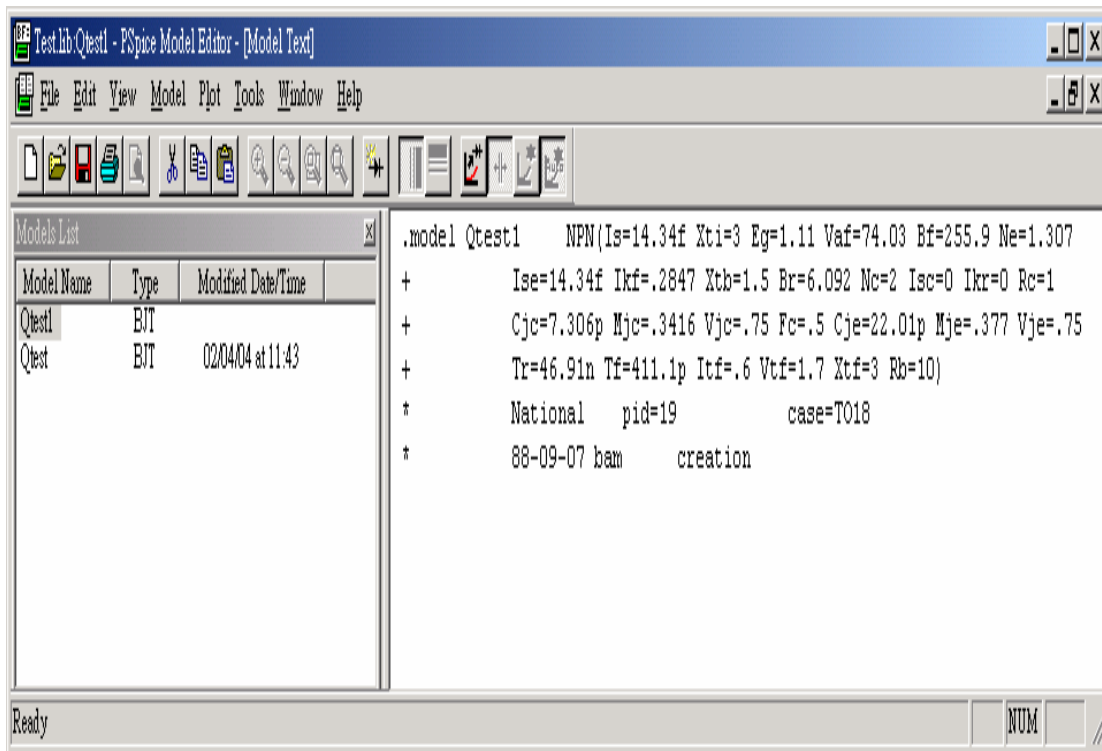 Test.lib:Qtest1 - PSpice Model Editor - [Model Text]
File Edit View Model Plot Tools Window Help
Models List
Model Name Type Modified Date/Time
Qtest1 BJT
Qtest BJT 02/04/04 at 11:43
.model Qtest1 NPN(Is=14.34f Xti=3 Eg=1.11 Vaf=74.03 Bf=255.9 Ne=1.307
+ Ise=14.34f Ikf=.2847 Xtb=1.5 Br=6.092 Nc=2 Isc=0 Ikr=0 Rc=1
+ Cjc=7.306p Mjc=.3416 Vjc=.75 Fc=.5 Cje=22.01p Mje=.377 Vje=.75
+ Tr=46.91n Tf=411.1p Itf=.6 Vtf=1.7 Xtf=3 Rb=10)
* National pid=19 case=TO18
* 88-09-07 bam creation
Ready NUM